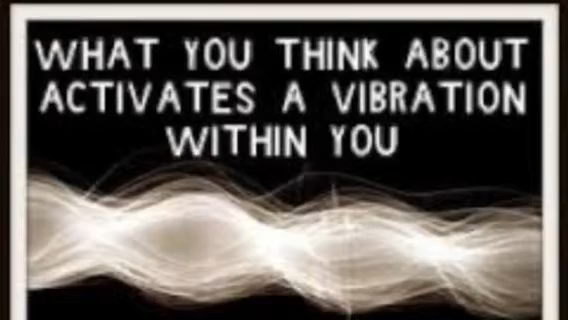 WHAT YOU THINK ABOUT
ACTIVATES A VIBRATION
WITHIN YOU